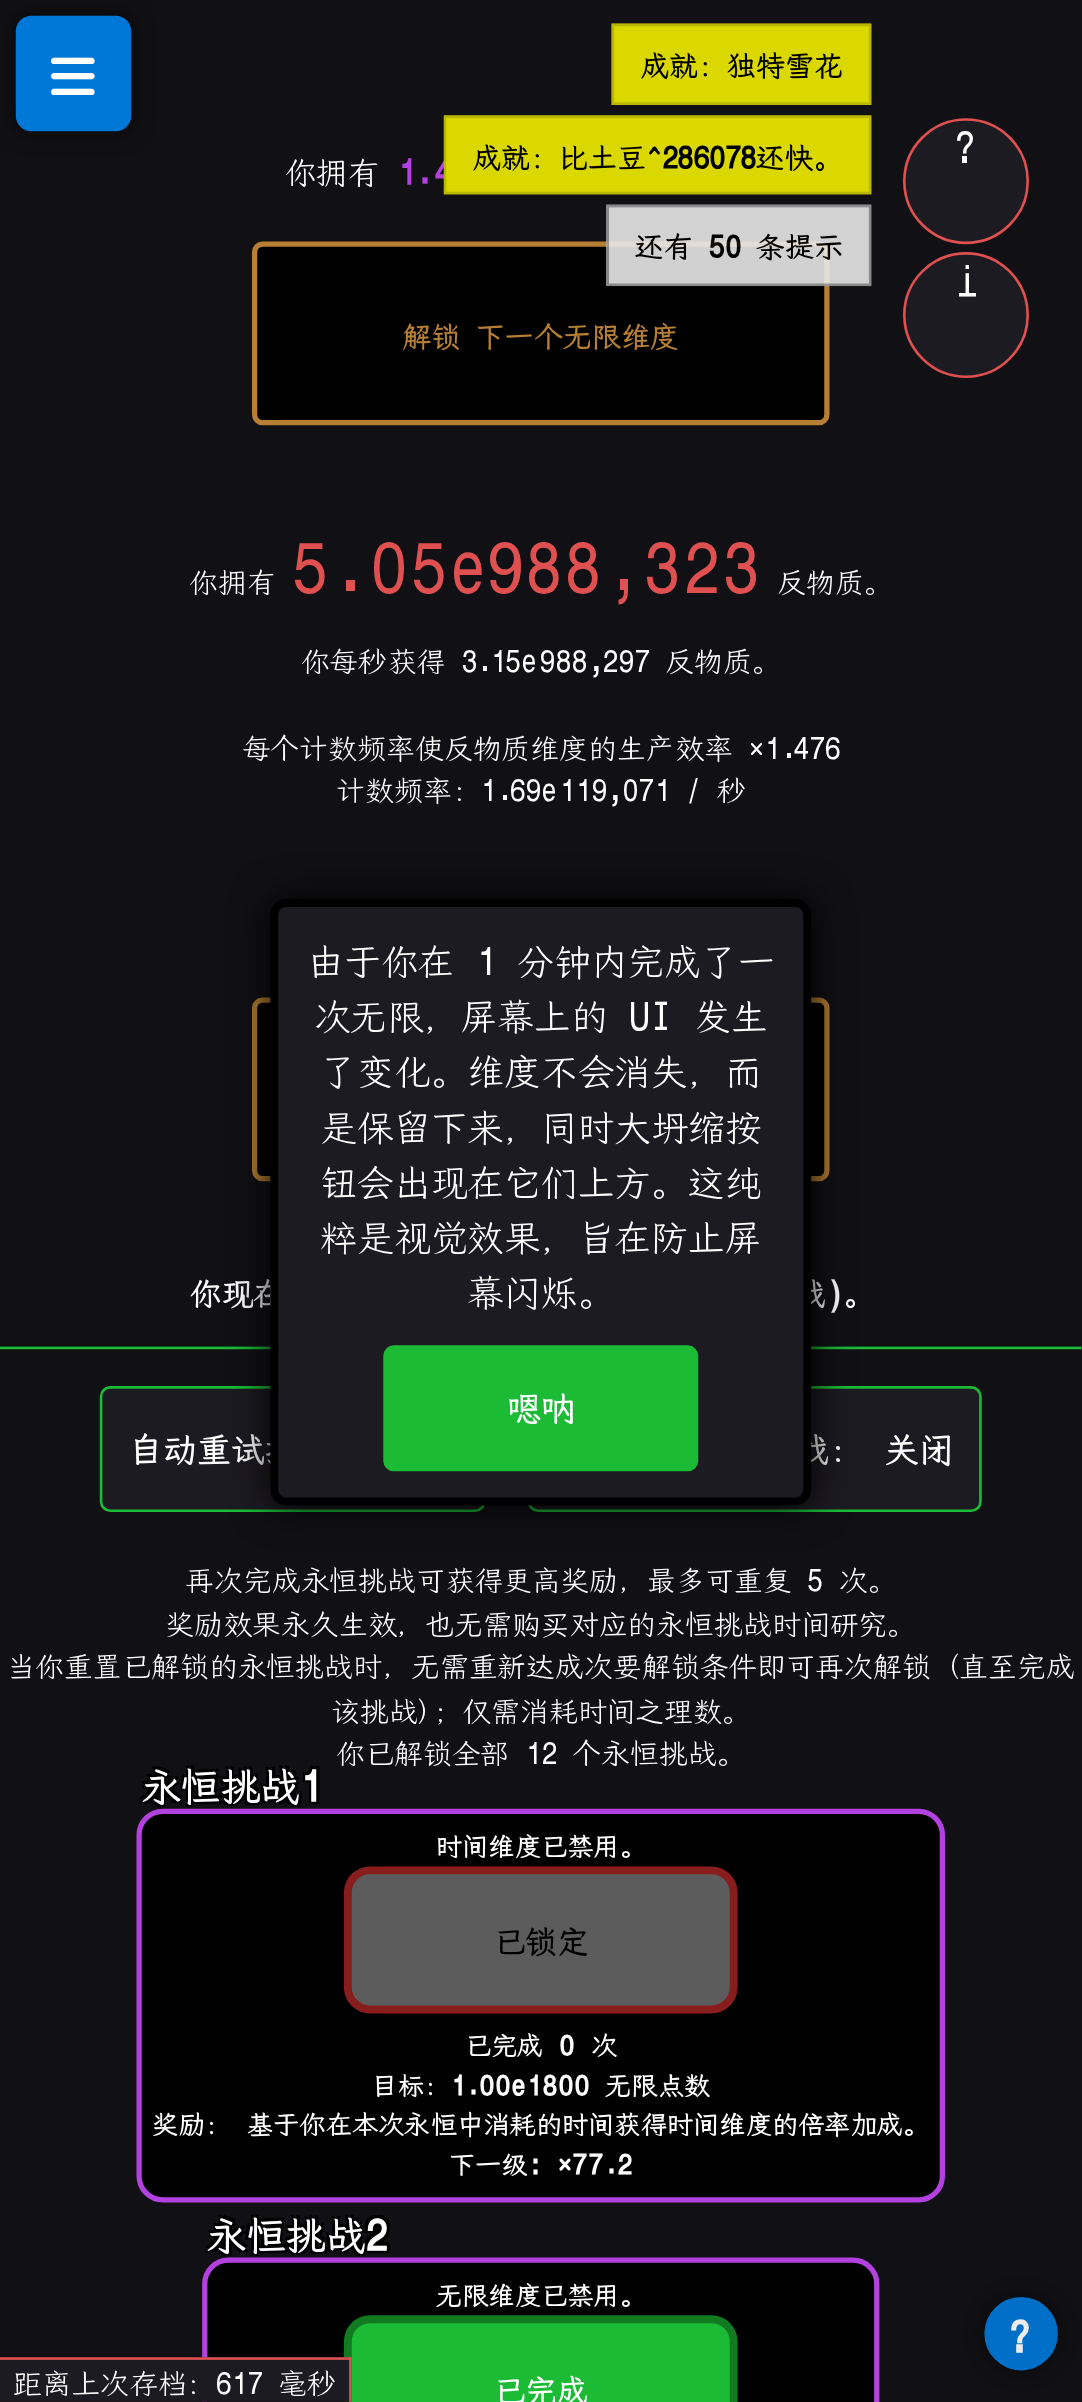 成就：独特雪花
成就：比土豆^286078还快。
你拥有 1.4
还有 50 条提示
?
i
解锁 下一个无限维度
你拥有 5.05e988,323 反物质。
你每秒获得 3.15e988,297 反物质。
每个计数频率使反物质维度的生产效率 ×1.476
计数频率：1.69e119,071 / 秒
由于你在 1 分钟内完成了一
次无限，屏幕上的 UI 发生
了变化。维度不会消失，而
是保留下来，同时大坍缩按
钮会出现在它们上方。这纯
粹是视觉效果，旨在防止屏
幕闪烁。
嗯呐
你现在 )。
自动重试 ： 关闭
再次完成永恒挑战可获得更高奖励，最多可重复 5 次。
奖励效果永久生效，也无需购买对应的永恒挑战时间研究。
当你重置已解锁的永恒挑战时，无需重新达成次要解锁条件即可再次解锁（直至完成
该挑战）；仅需消耗时间之理数。
你已解锁全部 12 个永恒挑战。
永恒挑战1
时间维度已禁用。
已锁定
已完成 0 次
目标：1.00e1800 无限点数
奖励： 基于你在本次永恒中消耗的时间获得时间维度的倍率加成。
下一级：×77.2
永恒挑战2
无限维度已禁用。
已完成
?
距离上次存档：617 毫秒